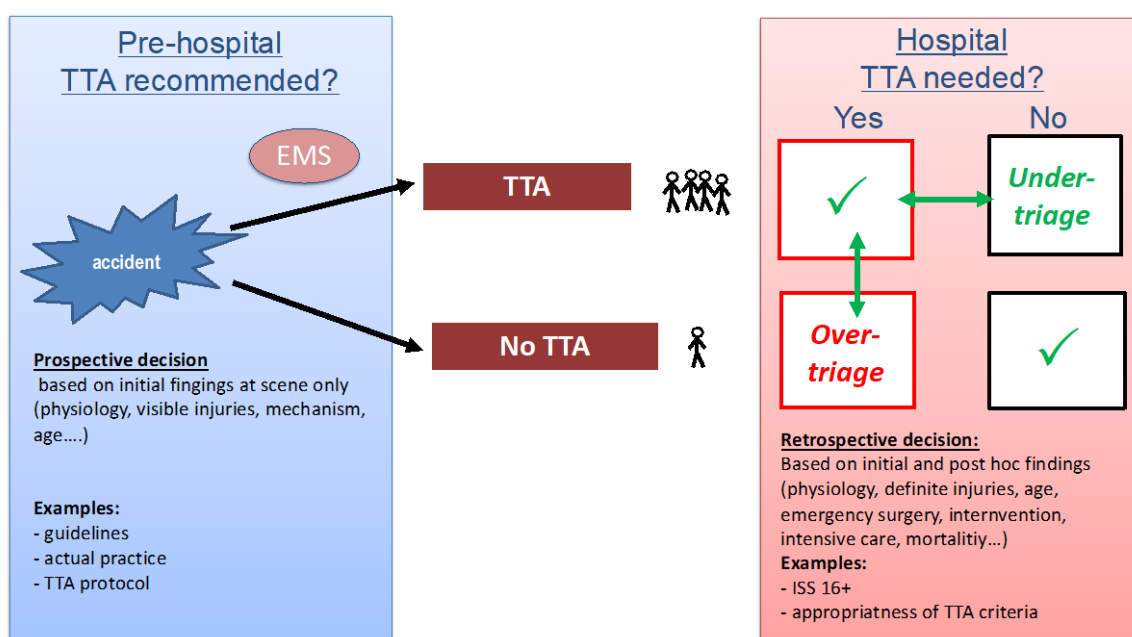 Pre-hospital
TTA recommended?
EMS
accident
Prospective decision
based on initial fingings at scene only
(physiology, visible injuries, mechanism,
age....)
Examples:
- guidelines
- actual practice
- TTA protocol
TTA
No TTA
Hospital
TTA needed?
Yes No
✓
Under-
triage
Over-
triage
✓
Retrospective decision:
Based on initial and post hoc findings
(physiology, definite injuries, age,
emergency surgery, internvention,
intensive care, mortalitiy...)
Examples:
- ISS 16+
- appropriatness of TTA criteria